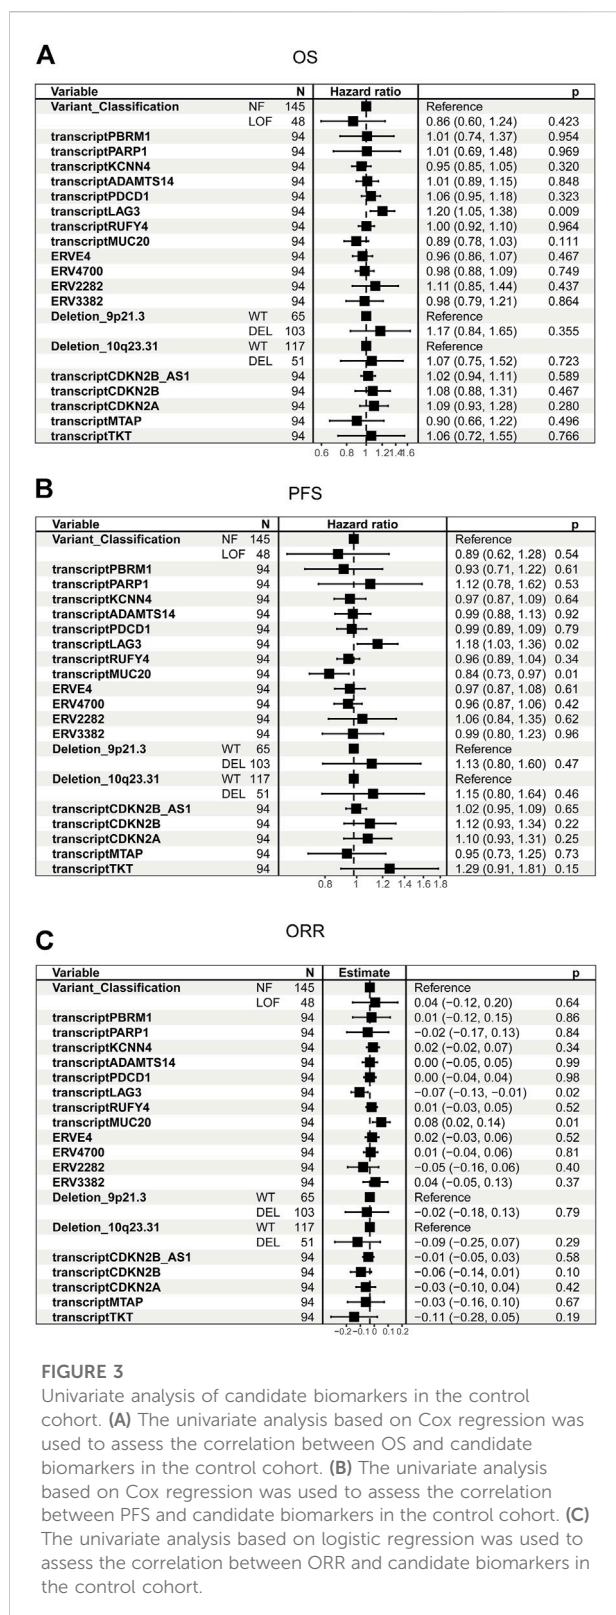 A
OS
Variable N Hazard ratio p
Variant_Classification NF 145 Reference
LOF 48 0.86 (0.60, 1.24) 0.423
transcriptPBRM1 94 1.01 (0.74, 1.37) 0.954
transcriptPARP1 94 1.01 (0.69, 1.48) 0.969
transcriptKCNN4 94 0.95 (0.85, 1.05) 0.320
transcriptADAMTS14 94 1.01 (0.89, 1.15) 0.848
transcriptPDCD1 94 1.06 (0.95, 1.18) 0.323
transcriptLAG3 94 1.20 (1.05, 1.38) 0.009
transcriptRUFY4 94 1.00 (0.92, 1.10) 0.964
transcriptMUC20 94 0.89 (0.78, 1.03) 0.111
ERVE4 94 0.96 (0.86, 1.07) 0.467
ERV4700 94 0.98 (0.88, 1.09) 0.749
ERV2282 94 1.11 (0.85, 1.44) 0.437
ERV3382 94 0.98 (0.79, 1.21) 0.864
Deletion_9p21.3 WT 65 Reference
DEL 103 1.17 (0.84, 1.65) 0.355
Deletion_10q23.31 WT 117 Reference
DEL 51 1.07 (0.75, 1.52) 0.723
transcriptCDKN2B_AS1 94 1.02 (0.94, 1.11) 0.589
transcriptCDKN2B 94 1.08 (0.88, 1.31) 0.467
transcriptCDKN2A 94 1.09 (0.93, 1.28) 0.280
transcriptMTAP 94 0.90 (0.66, 1.22) 0.496
transcriptTKT 94 1.06 (0.72, 1.55) 0.766
0.6 0.8 1 1.2 1.4 1.6
B
PFS
Variable N Hazard ratio p
Variant_Classification NF 145 Reference
LOF 48 0.89 (0.62, 1.28) 0.54
transcriptPBRM1 94 0.93 (0.71, 1.22) 0.61
transcriptPARP1 94 1.12 (0.78, 1.62) 0.53
transcriptKCNN4 94 0.97 (0.87, 1.09) 0.64
transcriptADAMTS14 94 0.99 (0.88, 1.13) 0.92
transcriptPDCD1 94 0.99 (0.89, 1.09) 0.79
transcriptLAG3 94 1.18 (1.03, 1.36) 0.02
transcriptRUFY4 94 0.96 (0.89, 1.04) 0.34
transcriptMUC20 94 0.84 (0.73, 0.97) 0.01
ERVE4 94 0.97 (0.87, 1.08) 0.61
ERV4700 94 0.96 (0.87, 1.06) 0.42
ERV2282 94 1.06 (0.84, 1.35) 0.62
ERV3382 94 0.99 (0.80, 1.23) 0.96
Deletion_9p21.3 WT 65 Reference
DEL 103 1.13 (0.80, 1.60) 0.47
Deletion_10q23.31 WT 117 Reference
DEL 51 1.15 (0.80, 1.64) 0.46
transcriptCDKN2B_AS1 94 1.02 (0.95, 1.09) 0.65
transcriptCDKN2B 94 1.12 (0.93, 1.34) 0.22
transcriptCDKN2A 94 1.10 (0.93, 1.31) 0.25
transcriptMTAP 94 0.95 (0.73, 1.25) 0.73
transcriptTKT 94 1.29 (0.91, 1.81) 0.15
0.8 1 1.2 1.4 1.6 1.8
C
ORR
Variable N Estimate p
Variant_Classification NF 145 Reference
LOF 48 0.04 (−0.12, 0.20) 0.64
transcriptPBRM1 94 0.01 (−0.12, 0.15) 0.86
transcriptPARP1 94 −0.02 (−0.17, 0.13) 0.84
transcriptKCNN4 94 0.02 (−0.02, 0.07) 0.34
transcriptADAMTS14 94 0.00 (−0.05, 0.05) 0.99
transcriptPDCD1 94 0.00 (−0.04, 0.04) 0.98
transcriptLAG3 94 −0.07 (−0.13, −0.01) 0.02
transcriptRUFY4 94 0.01 (−0.03, 0.05) 0.52
transcriptMUC20 94 0.08 (0.02, 0.14) 0.01
ERVE4 94 0.02 (−0.03, 0.06) 0.52
ERV4700 94 0.01 (−0.04, 0.06) 0.81
ERV2282 94 −0.05 (−0.16, 0.06) 0.40
ERV3382 94 0.04 (−0.05, 0.13) 0.37
Deletion_9p21.3 WT 65 Reference
DEL 103 −0.02 (−0.18, 0.13) 0.79
Deletion_10q23.31 WT 117 Reference
DEL 51 −0.09 (−0.25, 0.07) 0.29
transcriptCDKN2B_AS1 94 −0.01 (−0.05, 0.03) 0.58
transcriptCDKN2B 94 −0.06 (−0.14, 0.01) 0.10
transcriptCDKN2A 94 −0.03 (−0.10, 0.04) 0.42
transcriptMTAP 94 −0.03 (−0.16, 0.10) 0.67
transcriptTKT 94 −0.11 (−0.28, 0.05) 0.19
−0.2 −0.1 0 0.1 0.2
FIGURE 3
Univariate analysis of candidate biomarkers in the control
cohort. (A) The univariate analysis based on Cox regression was
used to assess the correlation between OS and candidate
biomarkers in the control cohort. (B) The univariate analysis
based on Cox regression was used to assess the correlation
between PFS and candidate biomarkers in the control cohort. (C)
The univariate analysis based on logistic regression was used to
assess the correlation between ORR and candidate biomarkers in
the control cohort.